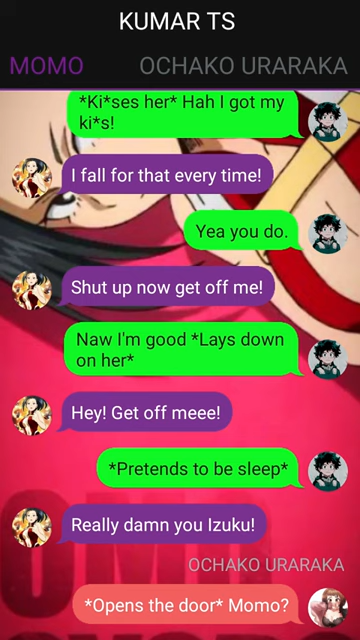 KUMAR TS
MOMO OCHAKO URARAKA
*Ki*ses her* Hah I got my
ki*s!
I fall for that every time!
Yea you do.
Shut up now get off me!
Naw I'm good *Lays down
on her*
Hey! Get off meee!
*Pretends to be sleep*
Really damn you Izuku!
OCHAKO URARAKA
*Opens the door* Momo?